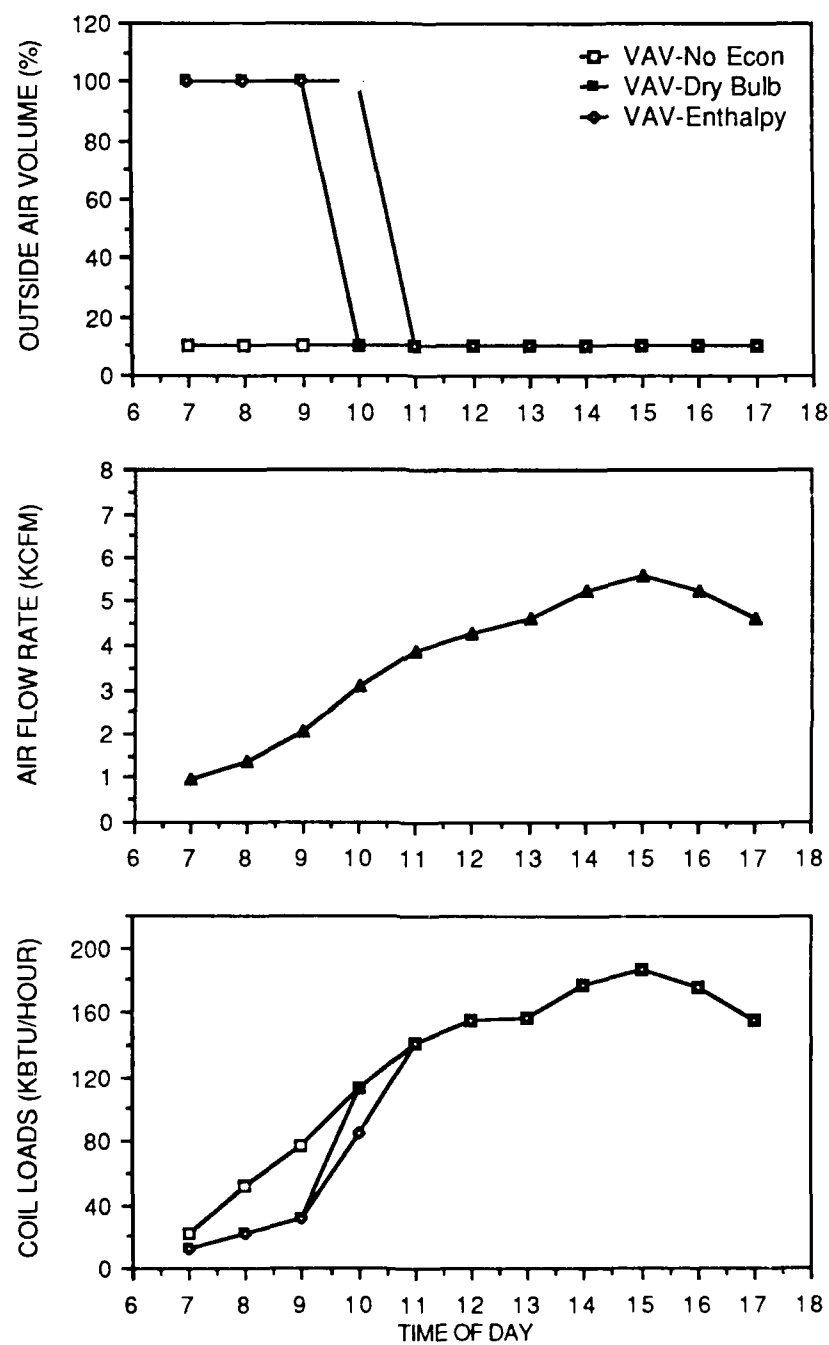 120
100
80
60
40
20
0
OUTSIDE AIR VOLUME (%)
VAV-No Econ
VAV-Dry Bulb
VAV-Enthalpy
6 7 8 9 10 11 12 13 14 15 16 17 18
8
7
6
5
4
3
2
1
0
AIR FLOW RATE (KCFM)
6 7 8 9 10 11 12 13 14 15 16 17 18
200
160
120
80
40
0
COIL LOADS (KBTU/HOUR)
6 7 8 9 10 11 12 13 14 15 16 17 18
TIME OF DAY